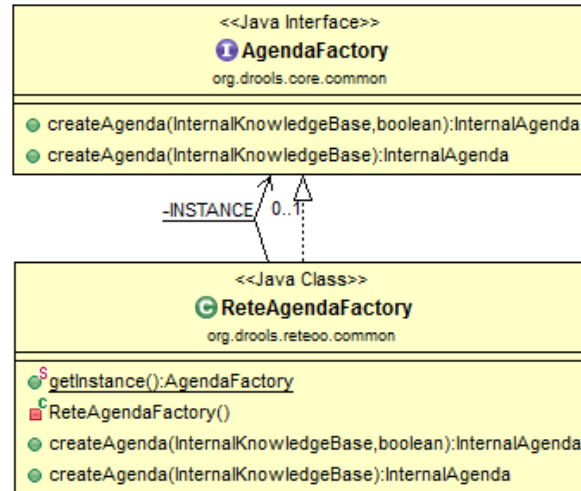 <<Java Interface>>
I AgendaFactory
org.drools.core.common
createAgenda(InternalKnowledgeBase,boolean):InternalAgenda
createAgenda(InternalKnowledgeBase):InternalAgenda
-INSTANCE 0..1
<<Java Class>>
C ReteAgendaFactory
org.drools.reteoo.common
S getInstance():AgendaFactory
C ReteAgendaFactory()
createAgenda(InternalKnowledgeBase,boolean):InternalAgenda
createAgenda(InternalKnowledgeBase):InternalAgenda